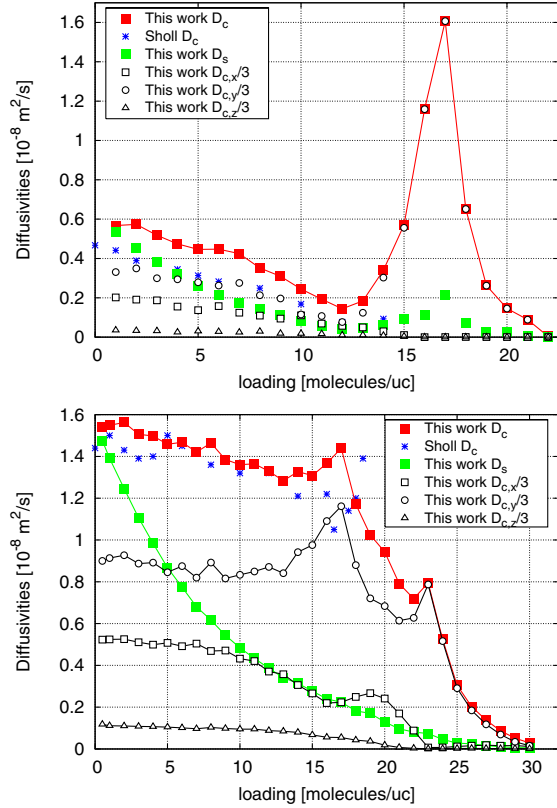 Diffusivities [10⁻⁸ m²/s]
1.6
1.4
1.2
1
0.8
0.6
0.4
0.2
0
This work D_c
Sholl D_c
This work D_s
This work D_c,x/3
This work D_c,y/3
This work D_c,z/3
0 5 10 15 20
loading [molecules/uc]
Diffusivities [10⁻⁸ m²/s]
1.6
1.4
1.2
1
0.8
0.6
0.4
0.2
0
This work D_c
Sholl D_c
This work D_s
This work D_c,x/3
This work D_c,y/3
This work D_c,z/3
0 5 10 15 20 25 30
loading [molecules/uc]